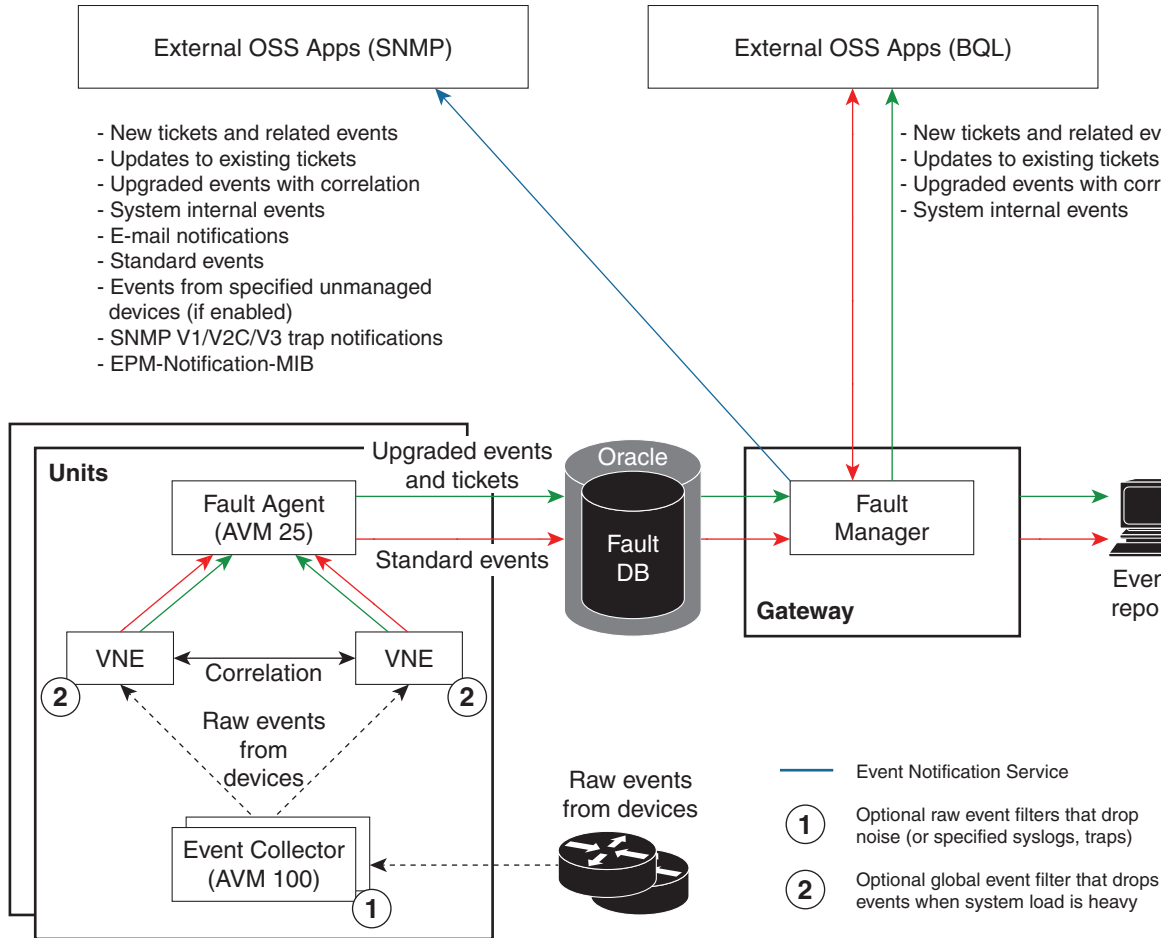 External OSS Apps (SNMP)
External OSS Apps (BQL)
- New tickets and related events
- Updates to existing tickets
- Upgraded events with correlation
- System internal events
- E-mail notifications
- Standard events
- Events from specified unmanaged
devices (if enabled)
- SNMP V1/V2C/V3 trap notifications
- EPM-Notification-MIB
- New tickets and related
- Updates to existing tickets
- Upgraded events with
- System internal events
Units
Fault Agent
(AVM 25)
Upgraded events
and tickets
Standard events
Oracle
Fault
DB
Fault
Manager
Gateway
VNE
Correlation
VNE
2
2
Raw events
from
devices
Event Collector
(AVM 100)
1
Raw events
from devices
Event Notification Service
1
Optional raw event filters that drop
noise (or specified syslogs, traps)
2
Optional global event filter that drops
events when system load is heavy